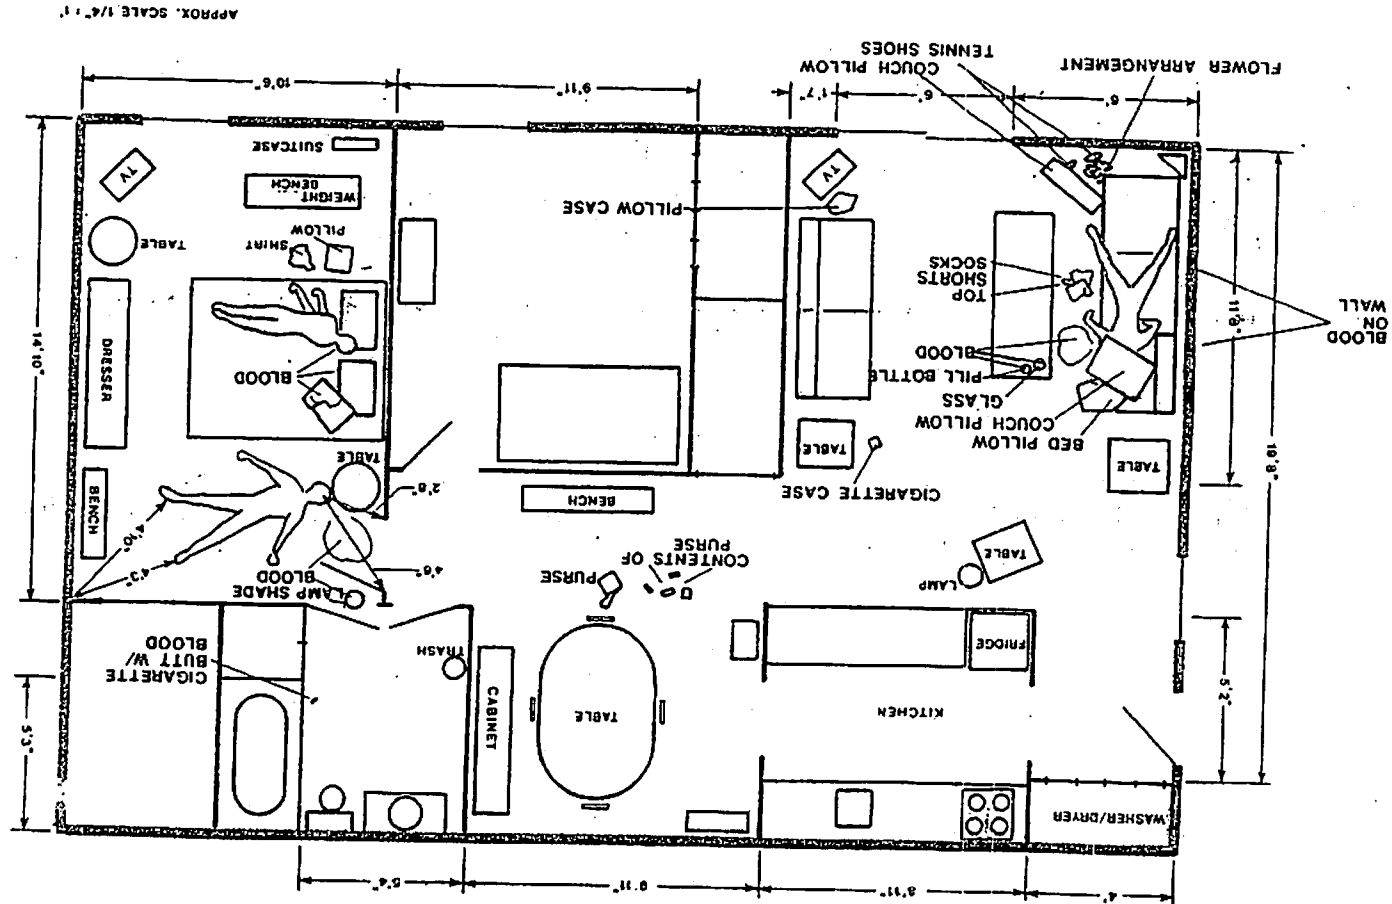 4'
8'11"
9'11"
5'4"
WASHER/DRYER
KITCHEN
FRIDGE
TABLE
CABINET
TRASH
CIGARETTE
BUTT W/
BLOOD
5'2"
5'3"
19'8"
LAMP
TABLE
PURSE
CONTENTS OF
PURSE
LAMP SHADE
BLOOD
4'6"
4'3"
4'10"
2'8"
BENCH
BENCH
TABLE
TABLE
CIGARETTE CASE
TABLE
BED PILLOW
COUCH PILLOW
GLASS
PILL BOTTLE
BLOOD
BLOOD
DRESSER
14'10"
BLOOD
ON
WALL
11'8"
TOP
SHORTS
SOCKS
PILLOW CASE
TV
SHIRT
PILLOW
TABLE
WEIGHT
BENCH
TV
SUITCASE
6'
6'
1'7"
9'11"
10'6"
FLOWER ARRANGEMENT
COUCH PILLOW
TENNIS SHOES
APPROX. SCALE 1/4" : 1'